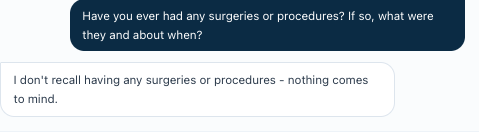 Have you ever had any surgeries or procedures? If so, what were
they and about when?
I don't recall having any surgeries or procedures - nothing comes
to mind.